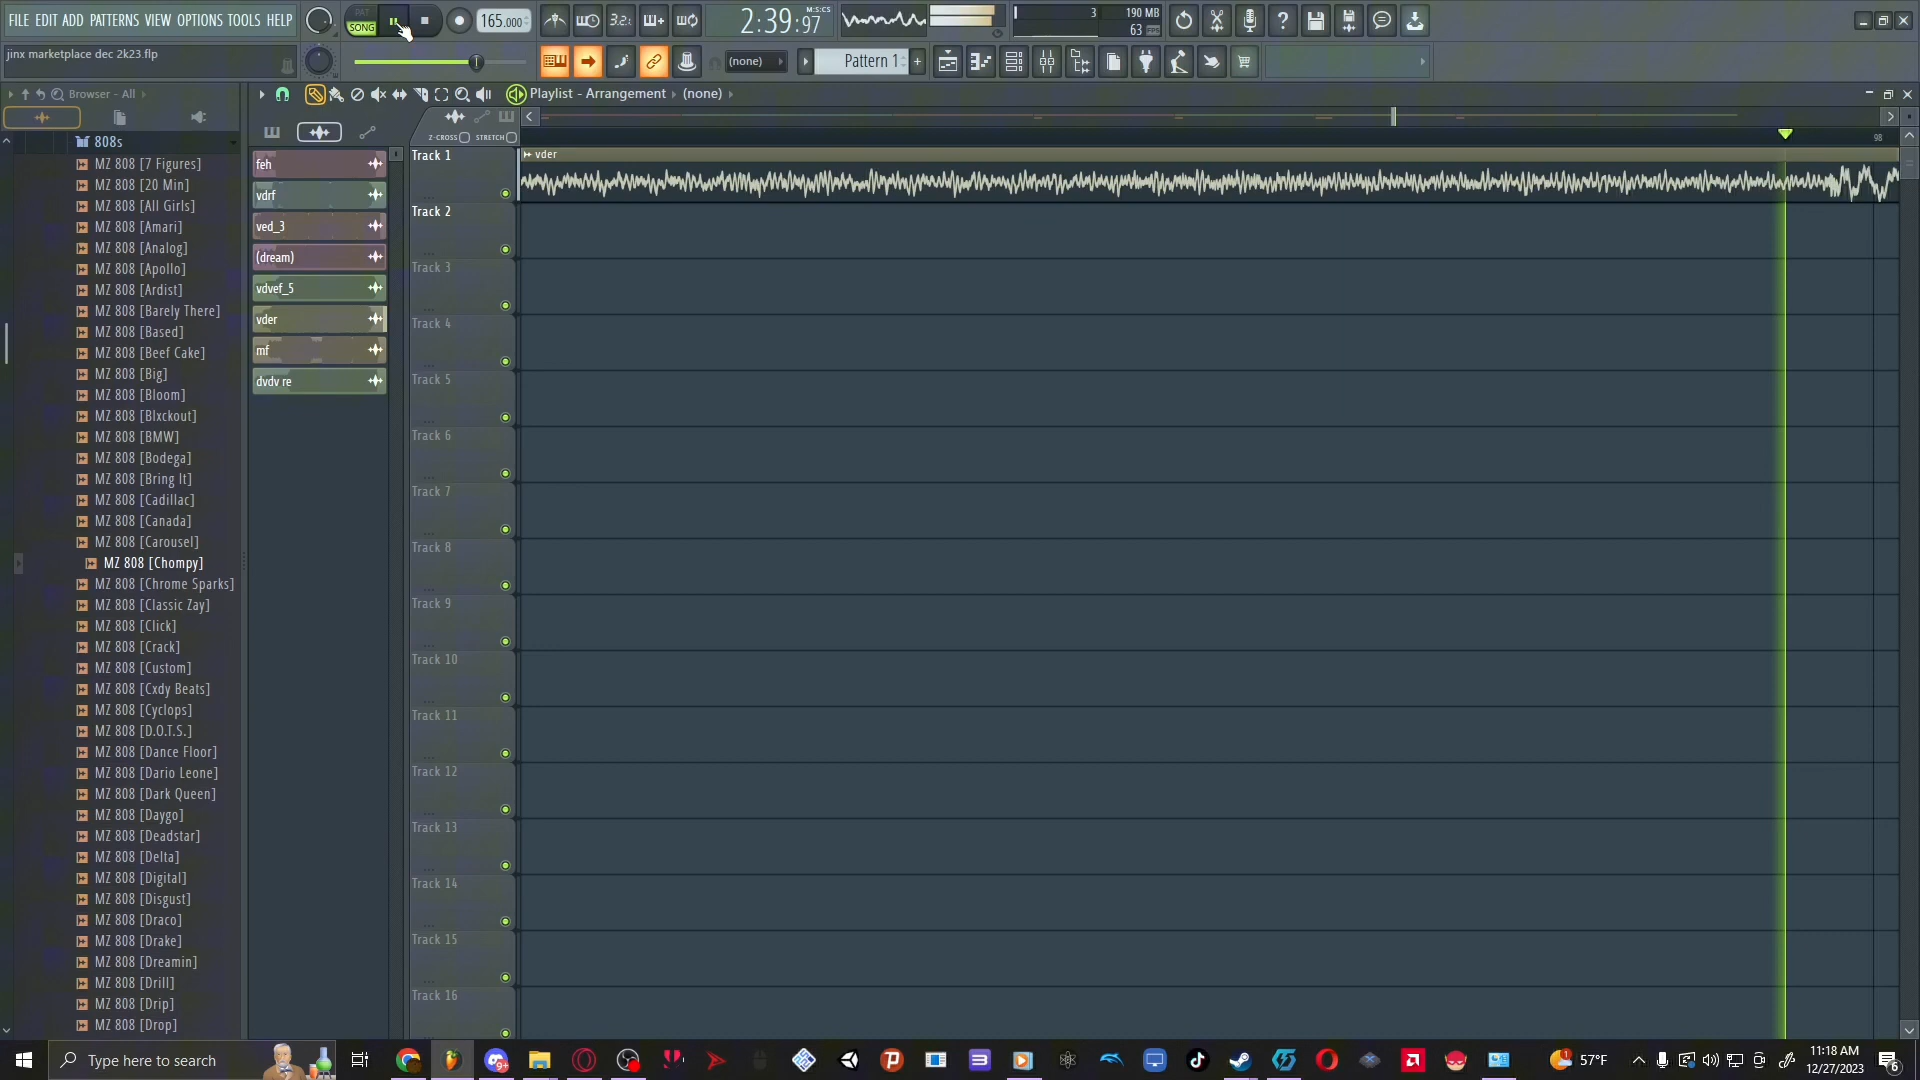 FILE EDIT ADD PATTERNS VIEW OPTIONS TOOLS HELP
PAT
SONG
165.000
3.2
2:39:97
M:S:CS
3
190 MB
63
jinx marketplace dec 2k23.flp
(none)
Pattern 1
Browser - All
Playlist - Arrangement (none)
Z-CROSS
STRETCH
98
808s
MZ 808 [7 Figures]
MZ 808 [20 Min]
MZ 808 [All Girls]
MZ 808 [Amari]
MZ 808 [Analog]
MZ 808 [Apollo]
MZ 808 [Ardist]
MZ 808 [Barely There]
MZ 808 [Based]
MZ 808 [Beef Cake]
MZ 808 [Big]
MZ 808 [Bloom]
MZ 808 [Blxckout]
MZ 808 [BMW]
MZ 808 [Bodega]
MZ 808 [Bring It]
MZ 808 [Cadillac]
MZ 808 [Canada]
MZ 808 [Carousel]
MZ 808 [Chompy]
MZ 808 [Chrome Sparks]
MZ 808 [Classic Zay]
MZ 808 [Click]
MZ 808 [Crack]
MZ 808 [Custom]
MZ 808 [Cxdy Beats]
MZ 808 [Cyclops]
MZ 808 [D.O.T.S.]
MZ 808 [Dance Floor]
MZ 808 [Dario Leone]
MZ 808 [Dark Queen]
MZ 808 [Daygo]
MZ 808 [Deadstar]
MZ 808 [Delta]
MZ 808 [Digital]
MZ 808 [Disgust]
MZ 808 [Draco]
MZ 808 [Drake]
MZ 808 [Dreamin]
MZ 808 [Drill]
MZ 808 [Drip]
MZ 808 [Drop]
feh
vdrf
ved_3
(dream)
vdvef_5
vder
mf
dvdv re
Track 1
vder
Track 2
Track 3
Track 4
Track 5
Track 6
Track 7
Track 8
Track 9
Track 10
Track 11
Track 12
Track 13
Track 14
Track 15
Track 16
Type here to search
57°F
11:18 AM
12/27/2023
6